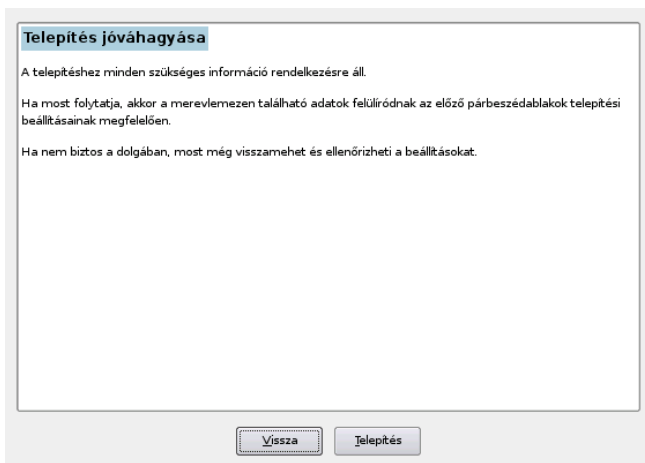 Telepítés jóváhagyása
A telepítéshez minden szükséges információ rendelkezésre áll.
Ha most folytatja, akkor a merevlemezen található adatok felülíródnak az előző párbeszédablakok telepítési
beállításainak megfelelően.
Ha nem biztos a dolgában, most még visszamehet és ellenőrizheti a beállításokat.
Vissza
Telepítés